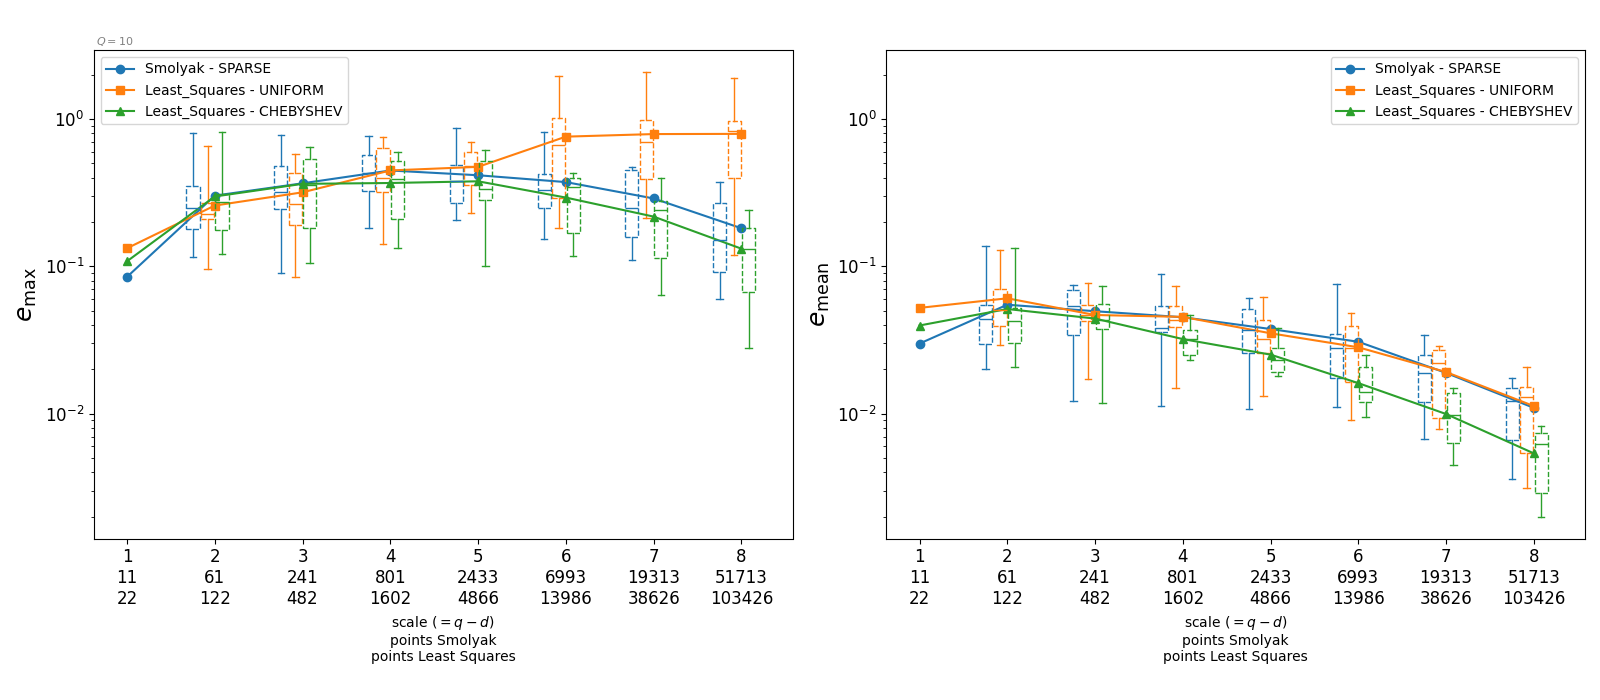 Q = 10
Smolyak - SPARSE
Least_Squares - UNIFORM
Least_Squares - CHEBYSHEV
10⁰
10⁻¹
10⁻²
e_max
1 2 3 4 5 6 7 8
11 61 241 801 2433 6993 19313 51713
22 122 482 1602 4866 13986 38626 103426
scale (= q − d)
points Smolyak
points Least Squares
Smolyak - SPARSE
Least_Squares - UNIFORM
Least_Squares - CHEBYSHEV
10⁰
10⁻¹
10⁻²
e_mean
1 2 3 4 5 6 7 8
11 61 241 801 2433 6993 19313 51713
22 122 482 1602 4866 13986 38626 103426
scale (= q − d)
points Smolyak
points Least Squares